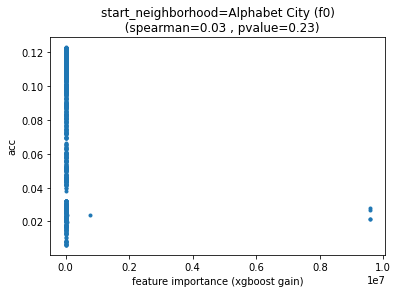 start_neighborhood=Alphabet City (f0)
(spearman=0.03 , pvalue=0.23)
acc
0.12
0.10
0.08
0.06
0.04
0.02
0.0
0.2
0.4
0.6
0.8
1.0
1e7
feature importance (xgboost gain)